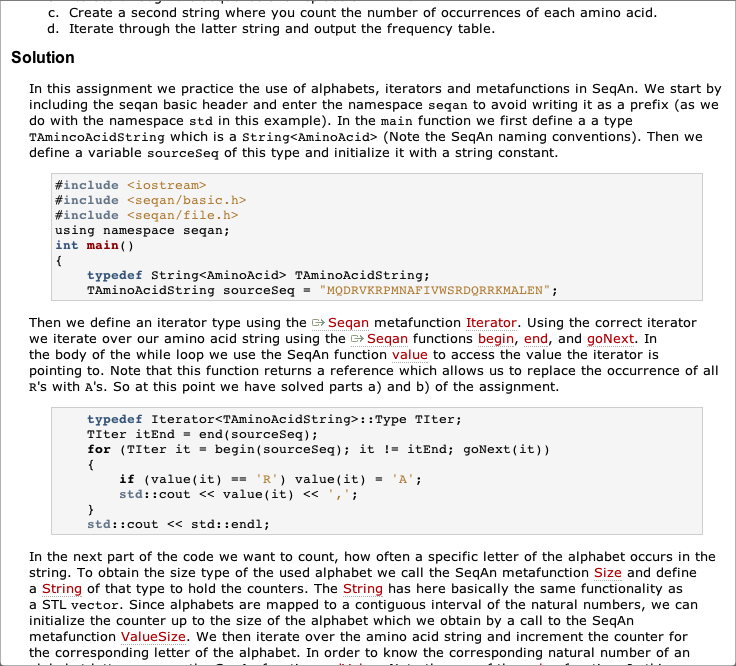 c. Create a second string where you count the number of occurrences of each amino acid.
d. Iterate through the latter string and output the frequency table.
Solution
In this assignment we practice the use of alphabets, iterators and metafunctions in SeqAn. We start by
including the seqan basic header and enter the namespace seqan to avoid writing it as a prefix (as we
do with the namespace std in this example). In the main function we first define a a type
TAmincoAcidString which is a String<AminoAcid> (Note the SeqAn naming conventions). Then we
define a variable sourceSeq of this type and initialize it with a string constant.
#include <iostream>
#include <seqan/basic.h>
#include <seqan/file.h>
using namespace seqan;
int main()
{
typedef String<AminoAcid> TAminoAcidString;
TAminoAcidString sourceSeq = "MQDRVKRPMNAFIVWSRDQRRKMALEN";
Then we define an iterator type using the Seqan metafunction Iterator. Using the correct iterator
we iterate over our amino acid string using the Seqan functions begin, end, and goNext. In
the body of the while loop we use the SeqAn function value to access the value the iterator is
pointing to. Note that this function returns a reference which allows us to replace the occurrence of all
R's with A's. So at this point we have solved parts a) and b) of the assignment.
typedef Iterator<TAminoAcidString>::Type TIter;
TIter itEnd = end(sourceSeq);
for (TIter it = begin(sourceSeq); it != itEnd; goNext(it))
{
if (value(it) == 'R') value(it) = 'A';
std::cout << value(it) << ',';
}
std::cout << std::endl;
In the next part of the code we want to count, how often a specific letter of the alphabet occurs in the
string. To obtain the size type of the used alphabet we call the SeqAn metafunction Size and define
a String of that type to hold the counters. The String has here basically the same functionality as
a STL vector. Since alphabets are mapped to a contiguous interval of the natural numbers, we can
initialize the counter up to the size of the alphabet which we obtain by a call to the SeqAn
metafunction ValueSize. We then iterate over the amino acid string and increment the counter for
the corresponding letter of the alphabet. In order to know the corresponding natural number of an